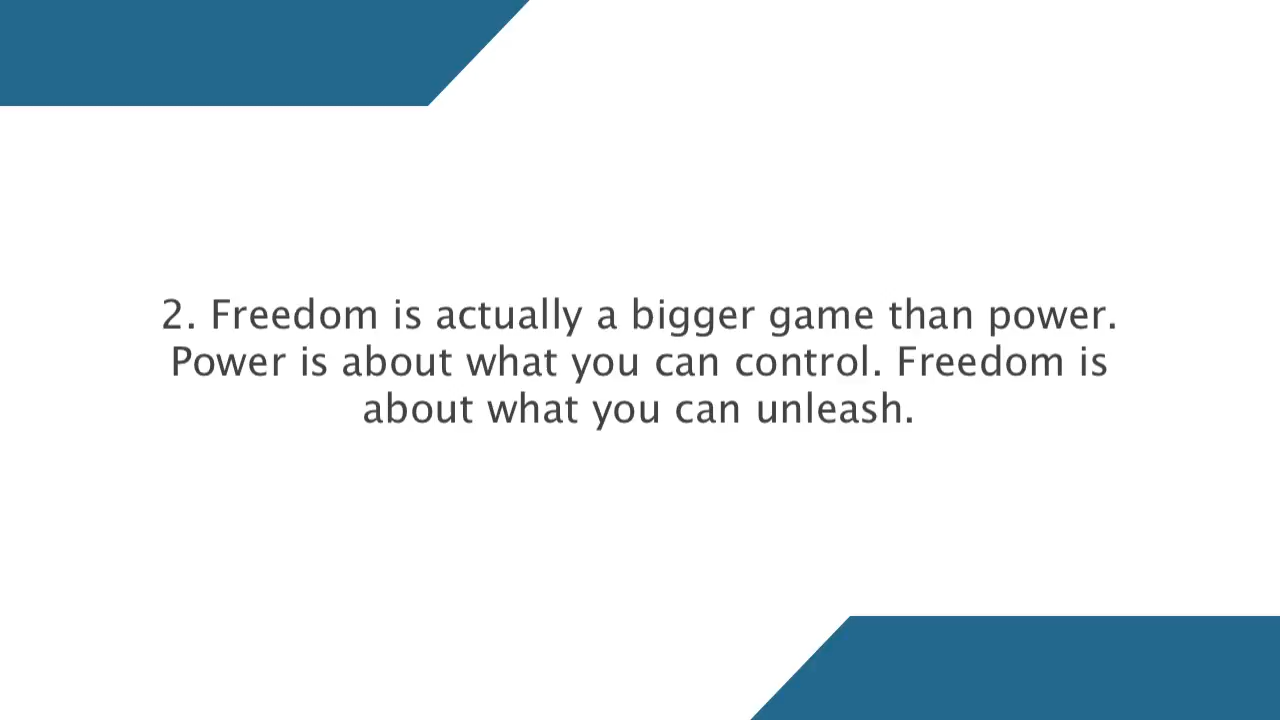 2. Freedom is actually a bigger game than power.
Power is about what you can control. Freedom is
about what you can unleash.